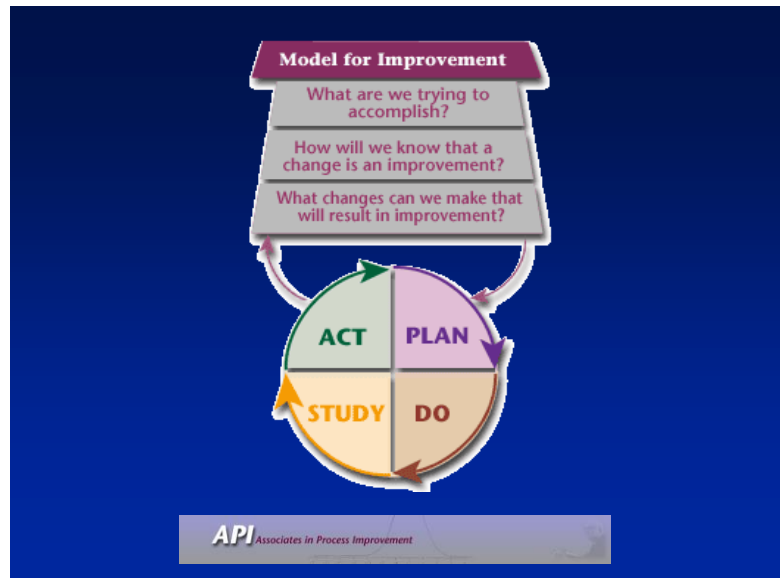 Model for Improvement
What are we trying to
accomplish?
How will we know that a
change is an improvement?
What changes can we make that
will result in improvement?
ACT
PLAN
STUDY
DO
API Associates in Process Improvement